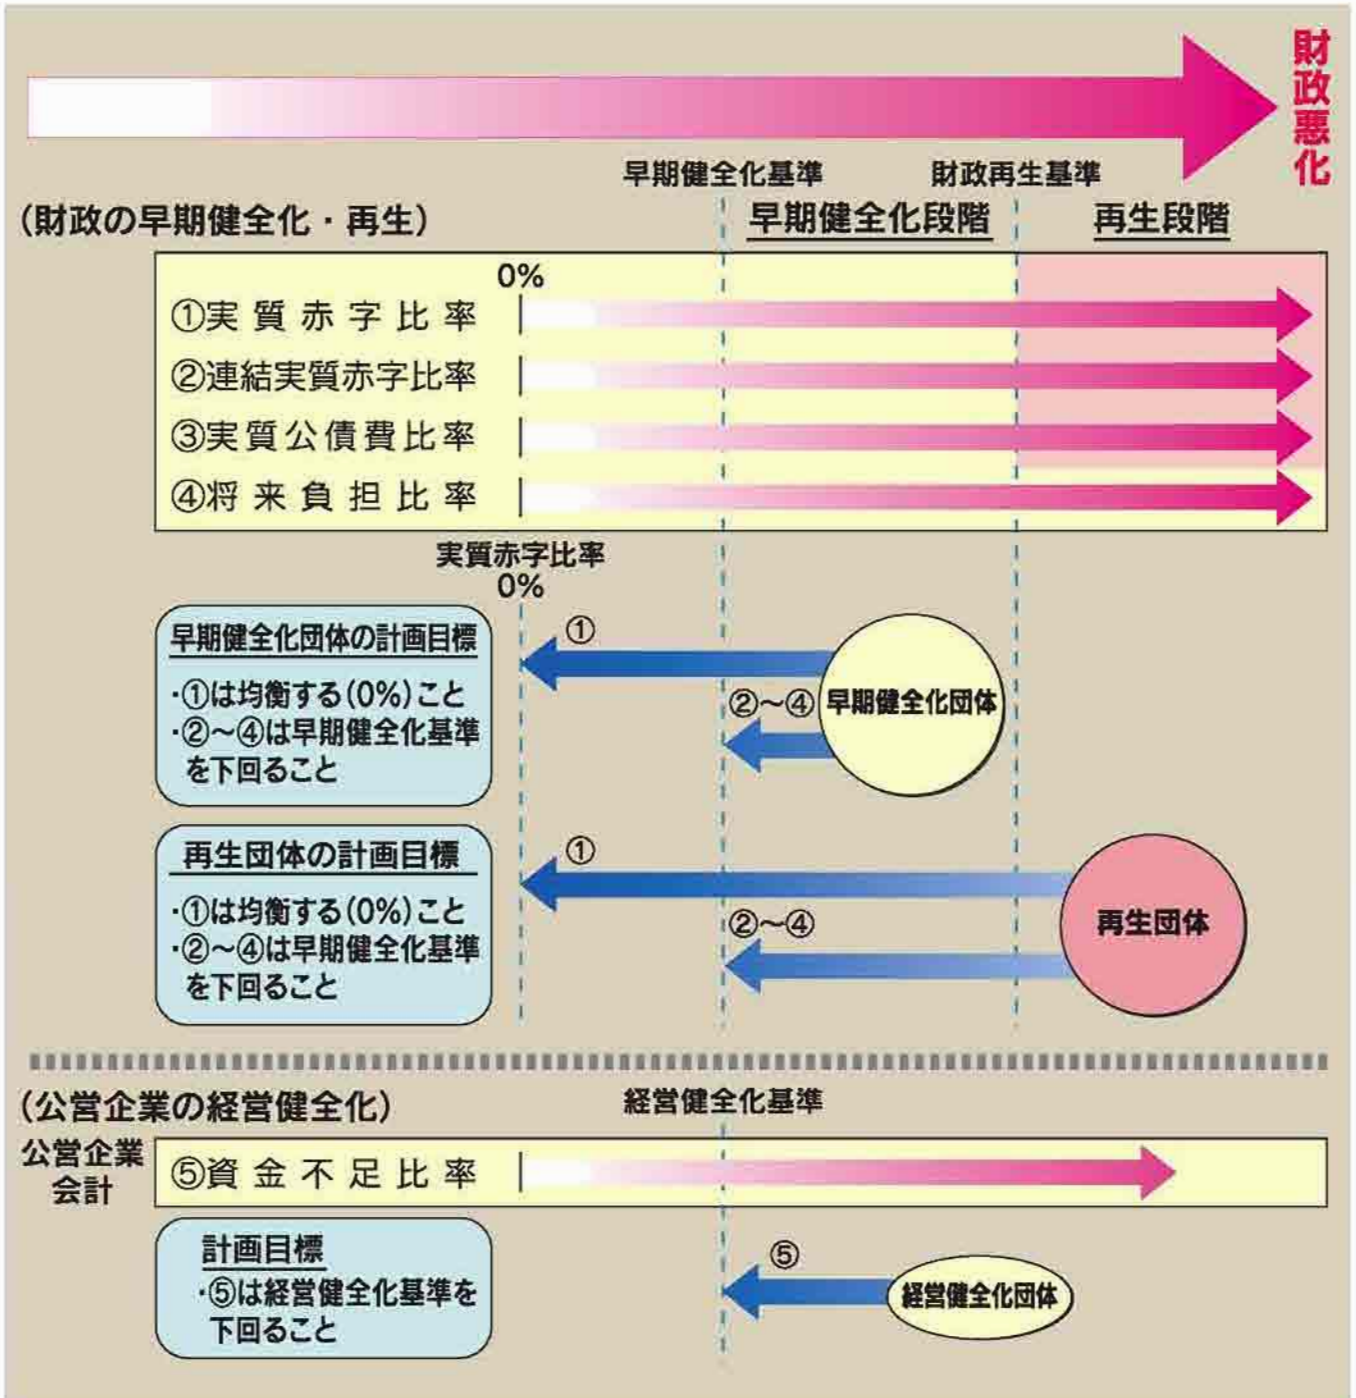 財政悪化
早期健全化基準 財政再生基準
(財政の早期健全化・再生) 早期健全化段階 再生段階
0%
①実質赤字比率
②連結実質赤字比率
③実質公債費比率
④将来負担比率
実質赤字比率
0%
早期健全化団体の計画目標
・①は均衡する(0%)こと
・②～④は早期健全化基準
を下回ること
①
②～④
早期健全化団体
再生団体の計画目標
・①は均衡する(0%)こと
・②～④は早期健全化基準
を下回ること
①
②～④
再生団体
(公営企業の経営健全化) 経営健全化基準
公営企業
会計
⑤資金不足比率
計画目標
・⑤は経営健全化基準を
下回ること
⑤
経営健全化団体